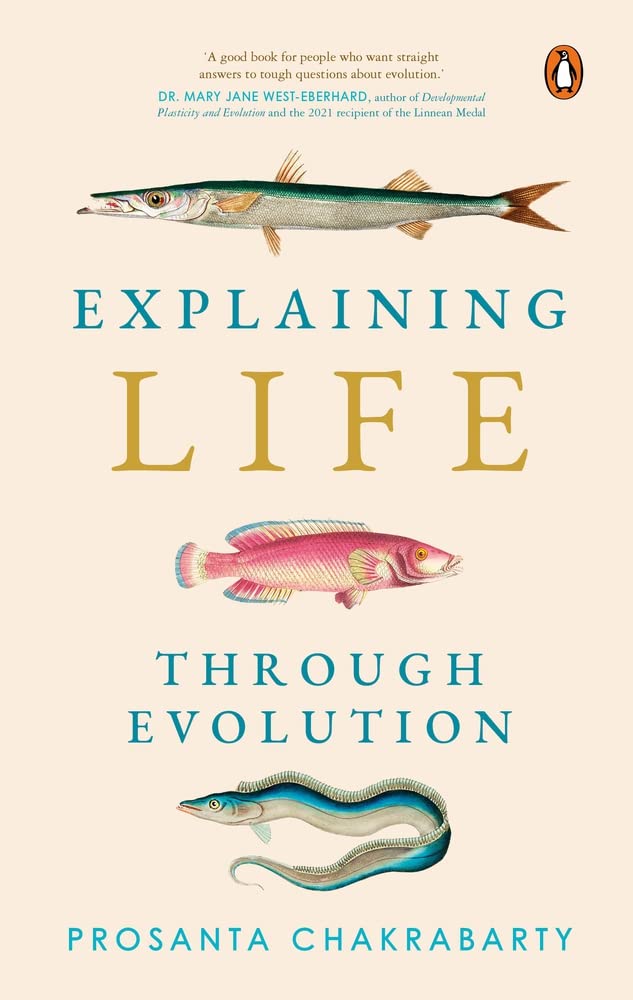 ‘A good book for people who want straight
answers to tough questions about evolution.’
DR. MARY JANE WEST-EBERHARD, author of Developmental
Plasticity and Evolution and the 2021 recipient of the Linnean Medal
EXPLAINING
LIFE
THROUGH
EVOLUTION
PROSANTA CHAKRABARTY